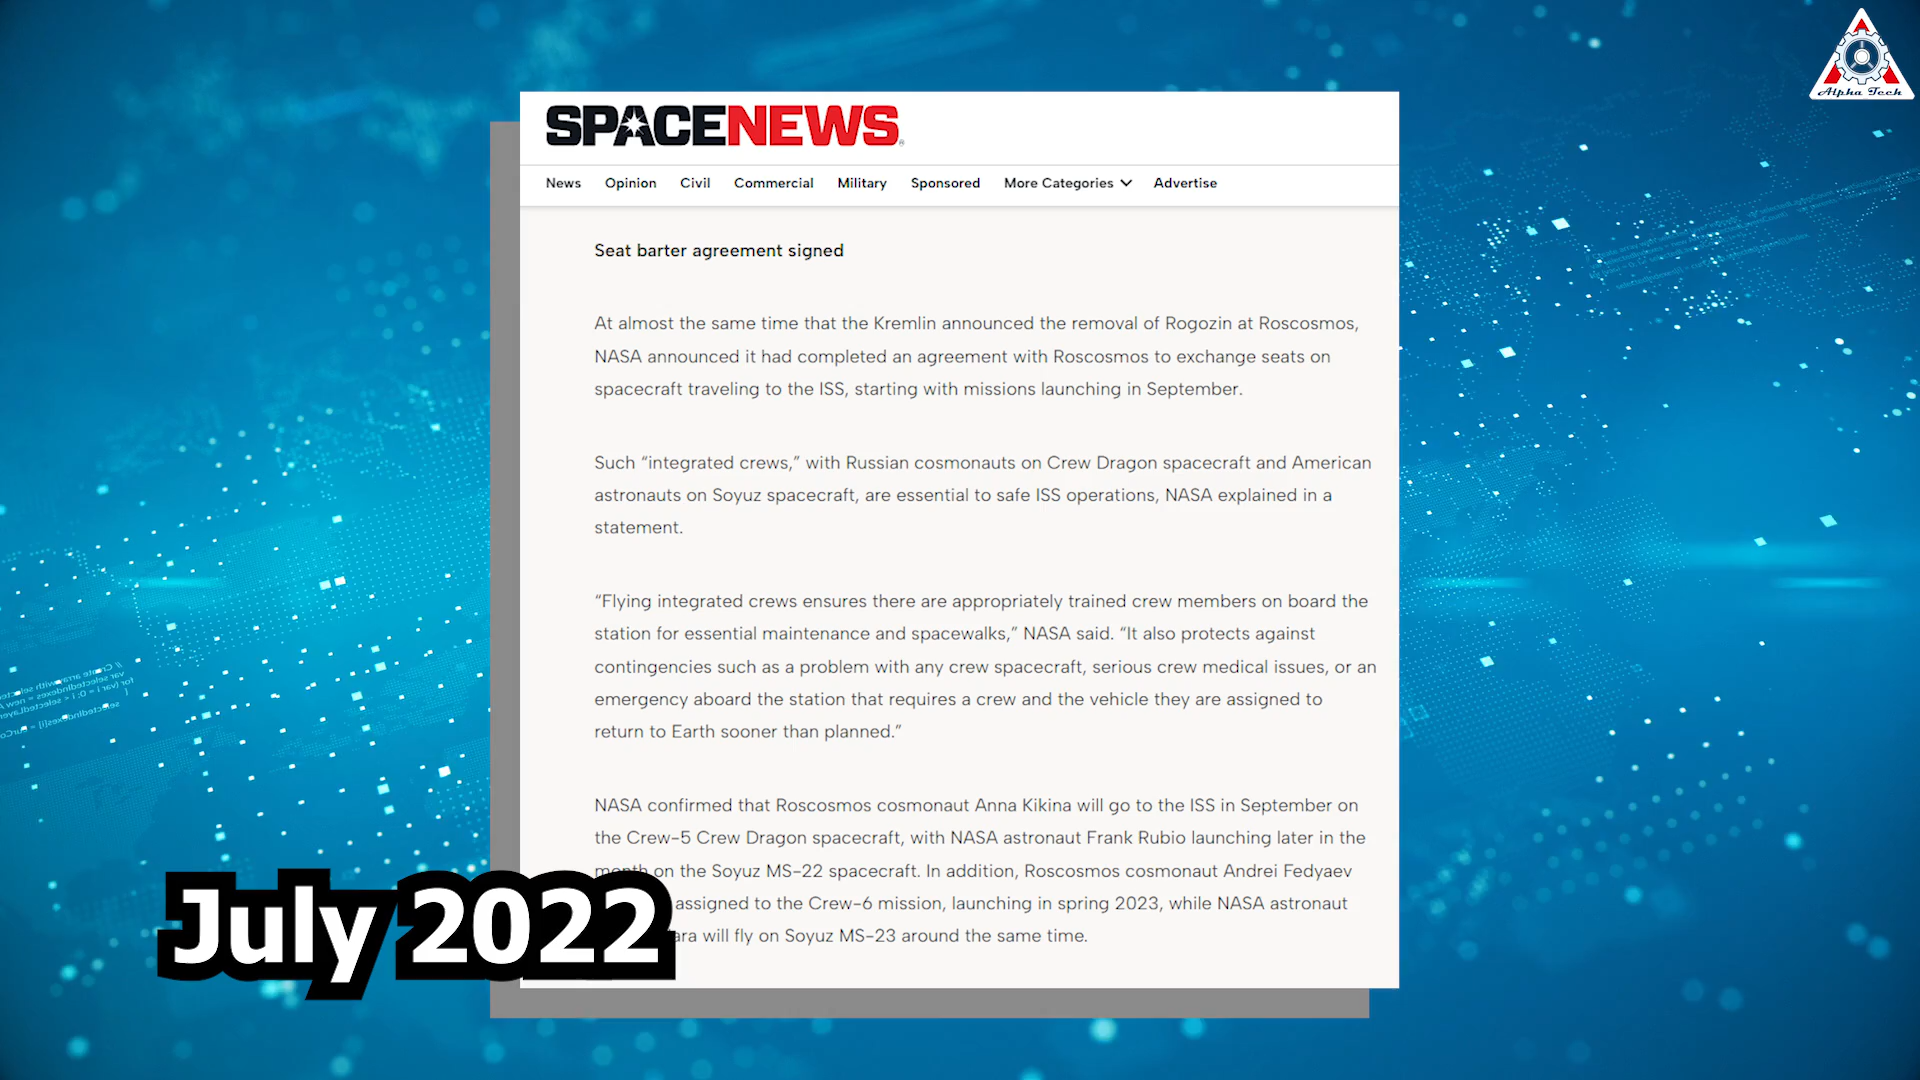 Alpha Tech
SPACENEWS
News Opinion Civil Commercial Military Sponsored More Categories Advertise
Seat barter agreement signed
At almost the same time that the Kremlin announced the removal of Rogozin at Roscosmos,
NASA announced it had completed an agreement with Roscosmos to exchange seats on
spacecraft traveling to the ISS, starting with missions launching in September.
Such “integrated crews,” with Russian cosmonauts on Crew Dragon spacecraft and American
astronauts on Soyuz spacecraft, are essential to safe ISS operations, NASA explained in a
statement.
“Flying integrated crews ensures there are appropriately trained crew members on board the
station for essential maintenance and spacewalks,” NASA said. “It also protects against
contingencies such as a problem with any crew spacecraft, serious crew medical issues, or an
emergency aboard the station that requires a crew and the vehicle they are assigned to
return to Earth sooner than planned.”
NASA confirmed that Roscosmos cosmonaut Anna Kikina will go to the ISS in September on
the Crew-5 Crew Dragon spacecraft, with NASA astronaut Frank Rubio launching later in the
month on the Soyuz MS-22 spacecraft. In addition, Roscosmos cosmonaut Andrei Fedyaev
assigned to the Crew-6 mission, launching in spring 2023, while NASA astronaut
ara will fly on Soyuz MS-23 around the same time.
July 2022